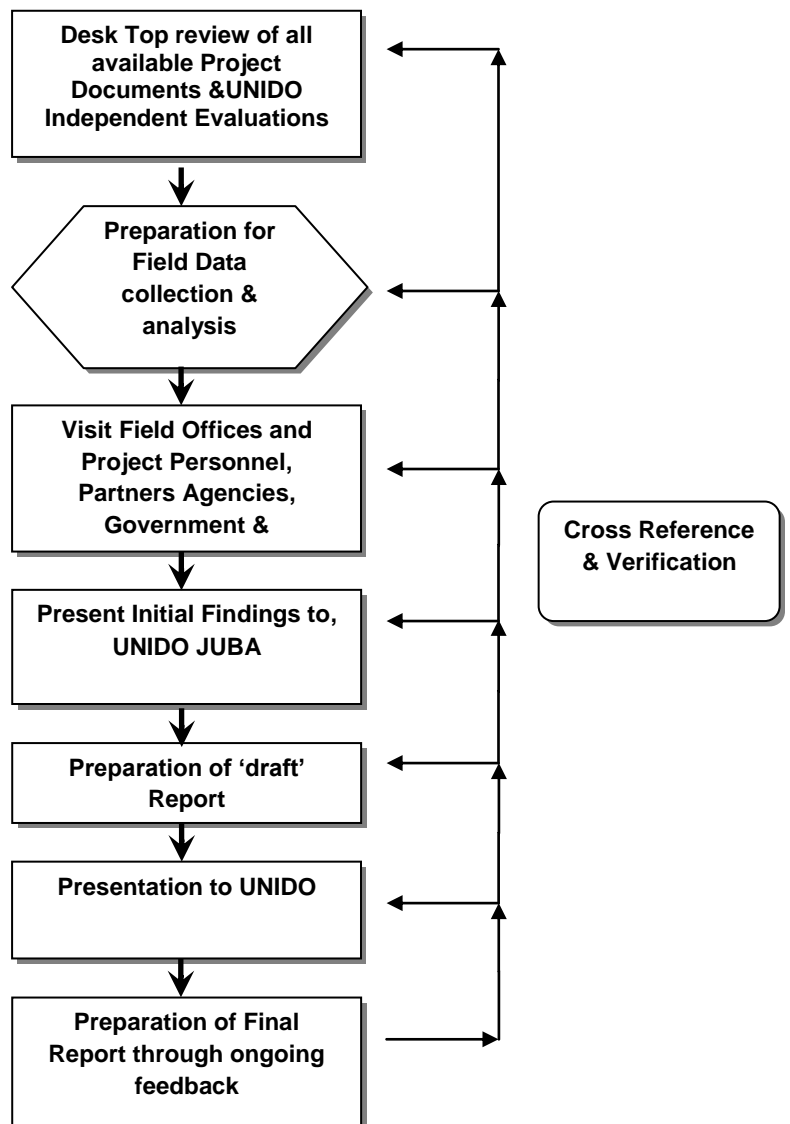 Desk Top review of all
available Project
Documents &UNIDO
Independent Evaluations
Preparation for
Field Data
collection &
analysis
Visit Field Offices and
Project Personnel,
Partners Agencies,
Government &
Cross Reference
& Verification
Present Initial Findings to,
UNIDO JUBA
Preparation of ‘draft’
Report
Presentation to UNIDO
Preparation of Final
Report through ongoing
feedback